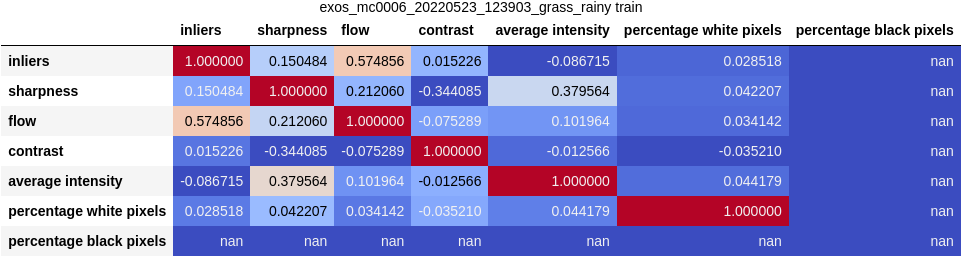 exos_mc0006_20220523_123903_grass_rainy train
inliers sharpness flow contrast average intensity percentage white pixels percentage black pixels
inliers 1.000000 0.150484 0.574856 0.015226 -0.086715 0.028518 nan
sharpness 0.150484 1.000000 0.212060 -0.344085 0.379564 0.042207 nan
flow 0.574856 0.212060 1.000000 -0.075289 0.101964 0.034142 nan
contrast 0.015226 -0.344085 -0.075289 1.000000 -0.012566 -0.035210 nan
average intensity -0.086715 0.379564 0.101964 -0.012566 1.000000 0.044179 nan
percentage white pixels 0.028518 0.042207 0.034142 -0.035210 0.044179 1.000000 nan
percentage black pixels nan nan nan nan nan nan nan